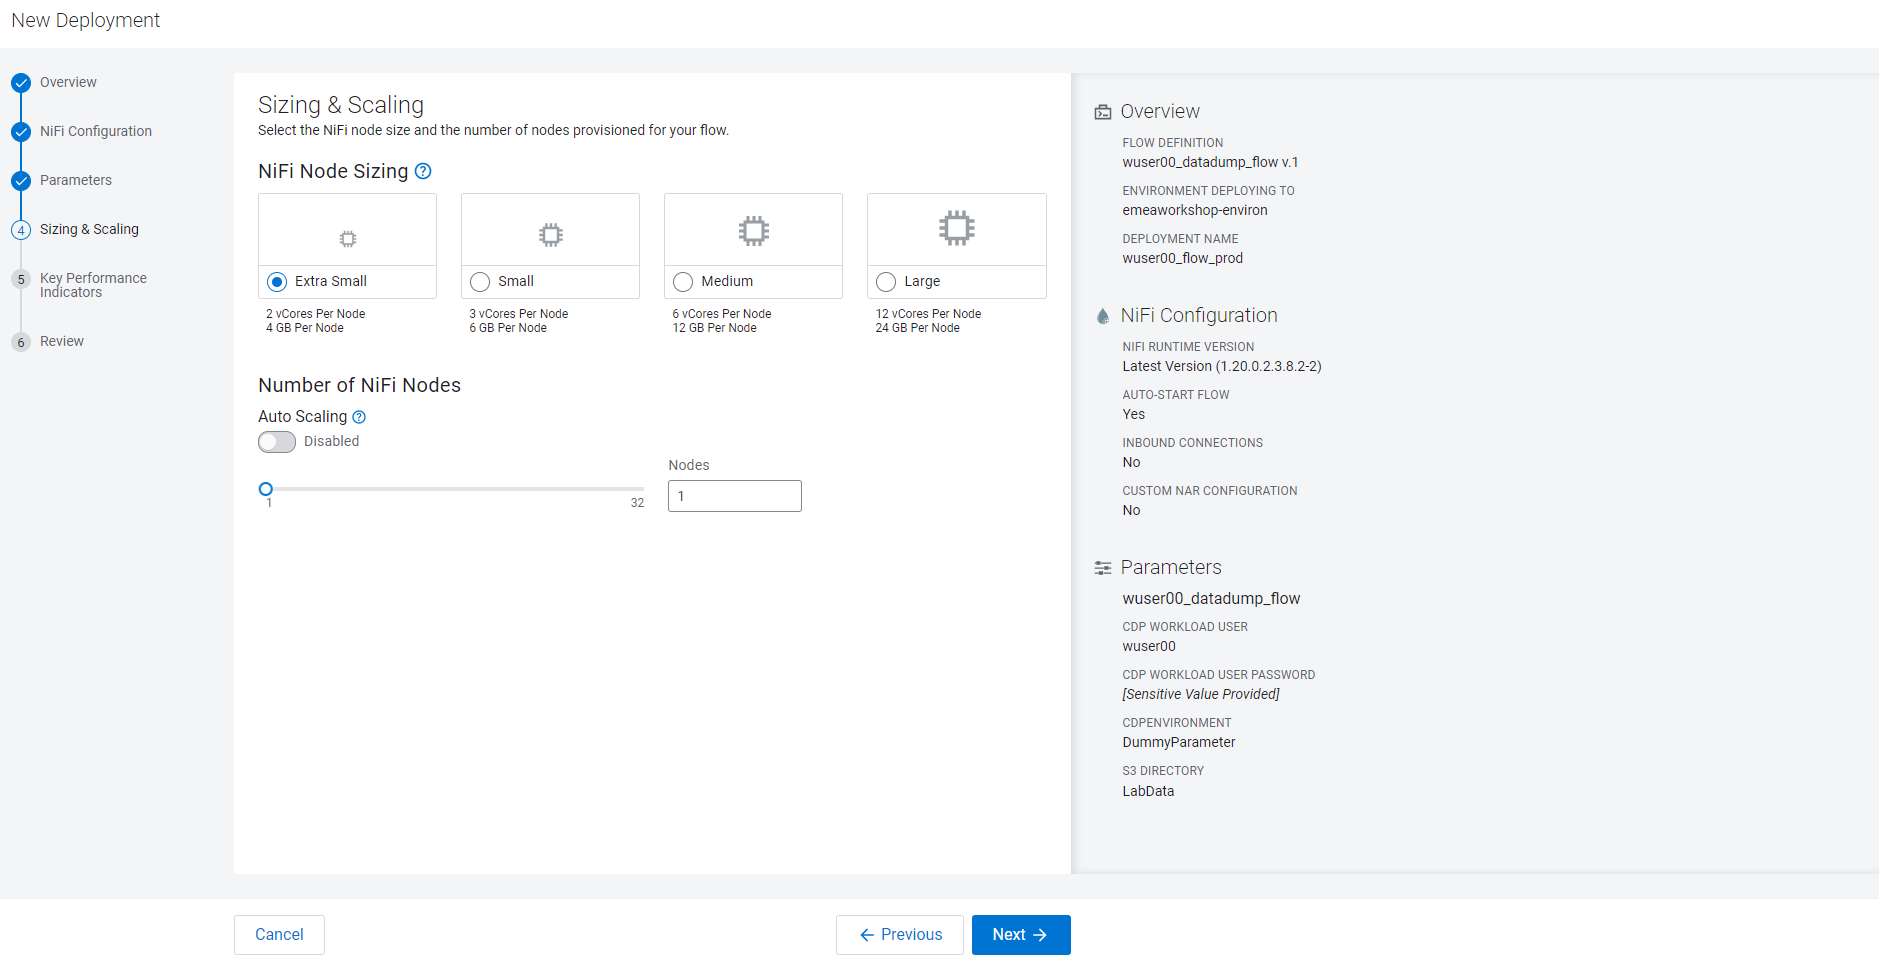 New Deployment
Overview
NiFi Configuration
Parameters
4 Sizing & Scaling
5 Key Performance
Indicators
6 Review
Sizing & Scaling
Select the NiFi node size and the number of nodes provisioned for your flow.
NiFi Node Sizing ?
Extra Small
2 vCores Per Node
4 GB Per Node
Small
3 vCores Per Node
6 GB Per Node
Medium
6 vCores Per Node
12 GB Per Node
Large
12 vCores Per Node
24 GB Per Node
Number of NiFi Nodes
Auto Scaling ?
Disabled
1
32
Nodes
1
Overview
FLOW DEFINITION
wuser00_datadump_flow v.1
ENVIRONMENT DEPLOYING TO
emeaworkshop-environ
DEPLOYMENT NAME
wuser00_flow_prod
NiFi Configuration
NIFI RUNTIME VERSION
Latest Version (1.20.0.2.3.8.2-2)
AUTO-START FLOW
Yes
INBOUND CONNECTIONS
No
CUSTOM NAR CONFIGURATION
No
Parameters
wuser00_datadump_flow
CDP WORKLOAD USER
wuser00
CDP WORKLOAD USER PASSWORD
[Sensitive Value Provided]
CDPENVIRONMENT
DummyParameter
S3 DIRECTORY
LabData
Cancel
← Previous
Next →